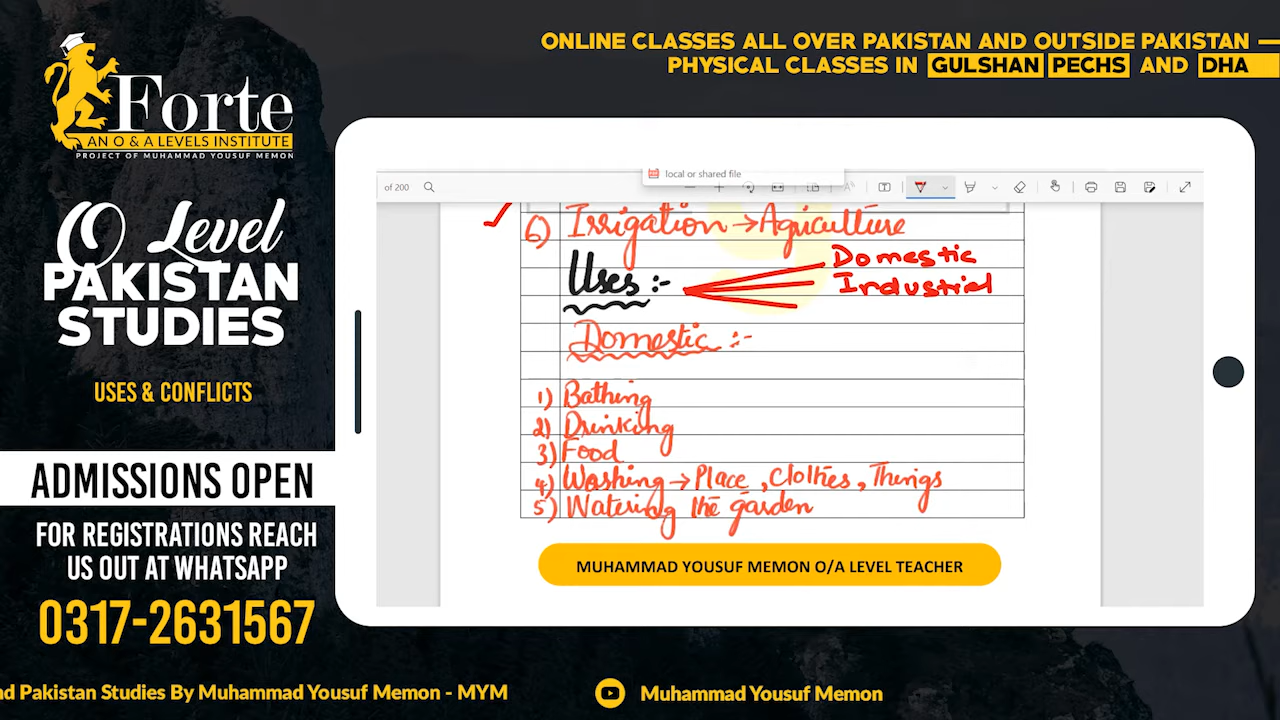 ONLINE CLASSES ALL OVER PAKISTAN AND OUTSIDE PAKISTAN
PHYSICAL CLASSES IN GULSHAN PECHS AND DHA
Forte
AN O & A LEVELS INSTITUTE
PROJECT OF MUHAMMAD YOUSUF MEMON
O Level
PAKISTAN
STUDIES
USES & CONFLICTS
ADMISSIONS OPEN
FOR REGISTRATIONS REACH
US OUT AT WHATSAPP
0317-2631567
local or shared file
of 200
6) Irrigation → Agriculture
Uses :-
Domestic
Industrial
Domestic :-
1) Bathing
2) Drinking
3) Food
4) Washing → Place, Clothes, Things
5) Watering the garden
MUHAMMAD YOUSUF MEMON O/A LEVEL TEACHER
nd Pakistan Studies By Muhammad Yousuf Memon - MYM
Muhammad Yousuf Memon